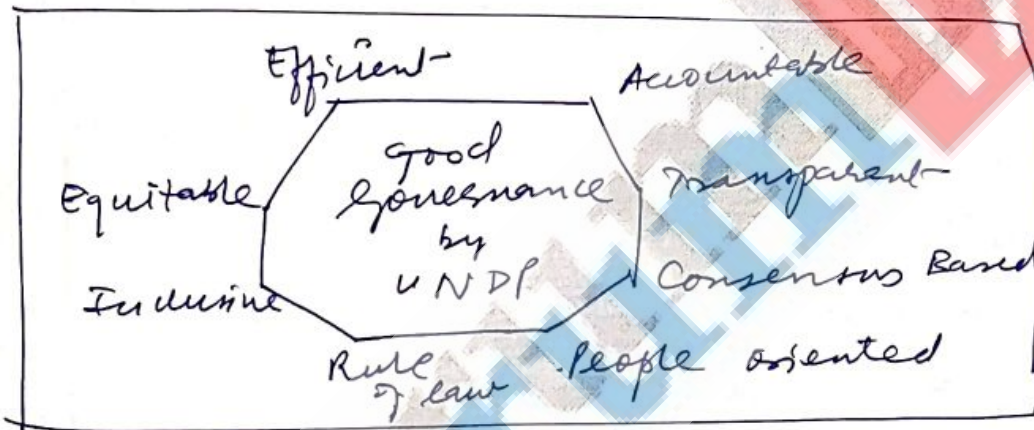 Efficient
Accountable
Good
Governance
by
UNDP
Equitable
Transparent
Inclusive
Consensus Based
Rule
of law
People oriented